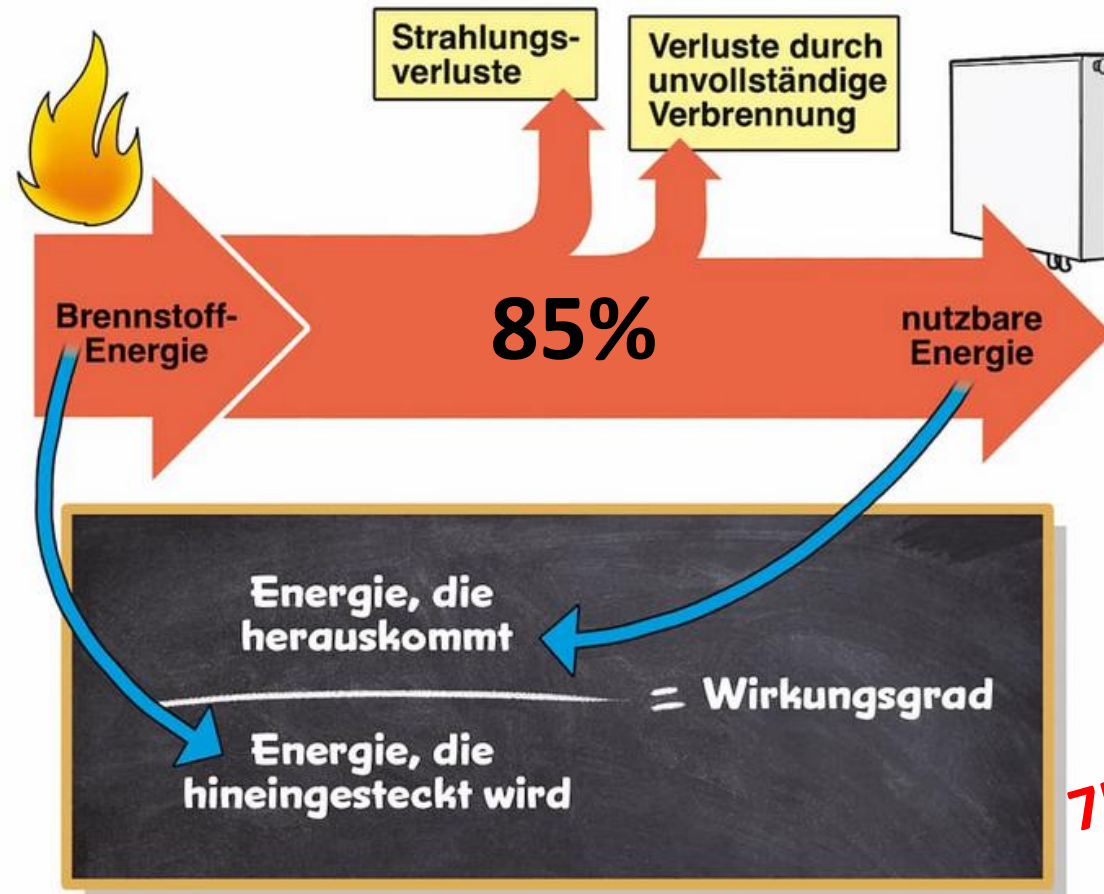 Strahlungs-
verluste
Verluste durch
unvollständige
Verbrennung
Brennstoff-
Energie
85%
nutzbare
Energie
Energie, die
herauskommt
= Wirkungsgrad
Energie, die
hineingesteckt wird